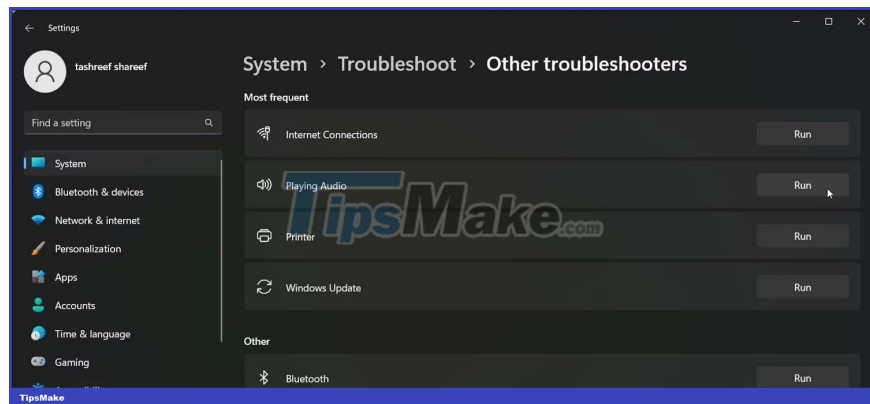 Settings
tashreef shareef
Find a setting
System
Bluetooth & devices
Network & internet
Personalization
Apps
Accounts
Time & language
Gaming
System > Troubleshoot > Other troubleshooters
Most frequent
Internet Connections Run
Playing Audio Run
Printer Run
Windows Update Run
Other
Bluetooth Run
TipsMake.com
TipsMake